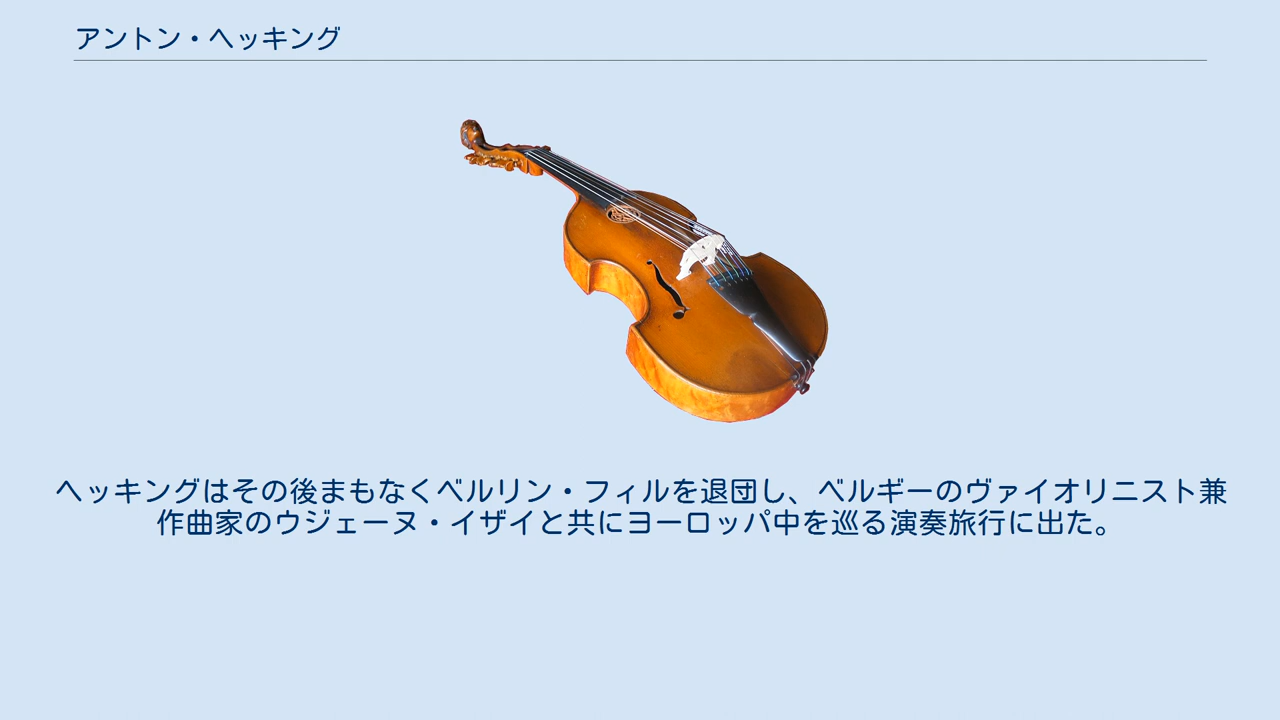 アントン・ヘッキング
ヘッキングはその後まもなくベルリン・フィルを退団し、ベルギーのヴァイオリニスト兼
作曲家のウジェーヌ・イザイと共にヨーロッパ中を巡る演奏旅行に出た。